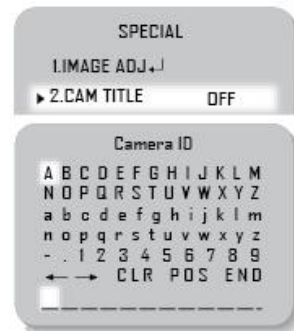 SPECIAL
1.IMAGE ADJ↵
▶ 2.CAM TITLE OFF
Camera ID
A B C D E F G H I J K L M
N O P Q R S T U V W X Y Z
a b c d e f g h i j k l m
n o p q r s t u v w x y z
- . 1 2 3 4 5 6 7 8 9
← → CLR POS END